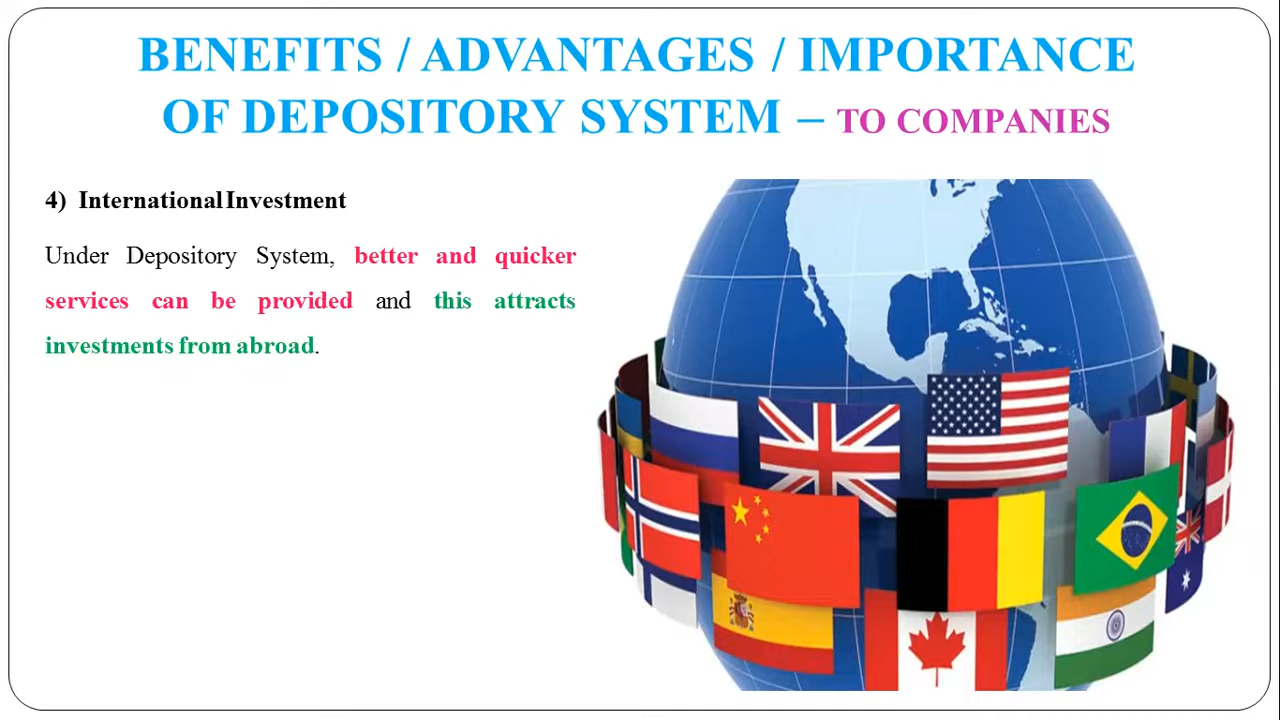 BENEFITS / ADVANTAGES / IMPORTANCE
OF DEPOSITORY SYSTEM – TO COMPANIES
4) International Investment
Under Depository System, better and quicker
services can be provided and this attracts
investments from abroad.